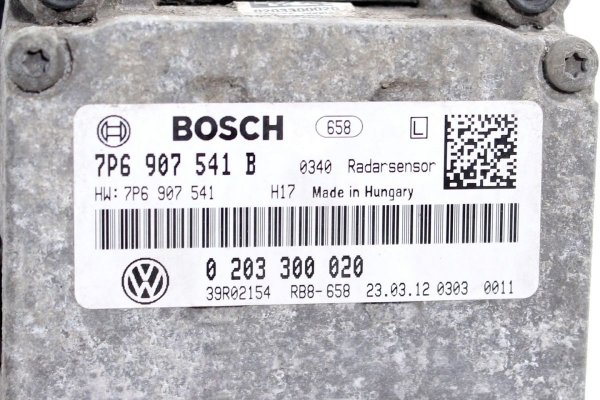 0203300020
BOSCH 658 L
7P6 907 541 B 0340 Radarsensor
HW: 7P6 907 541 H17 Made in Hungary
0 203 300 020
39R02154 RB8-658 23.03.12 0303 0011